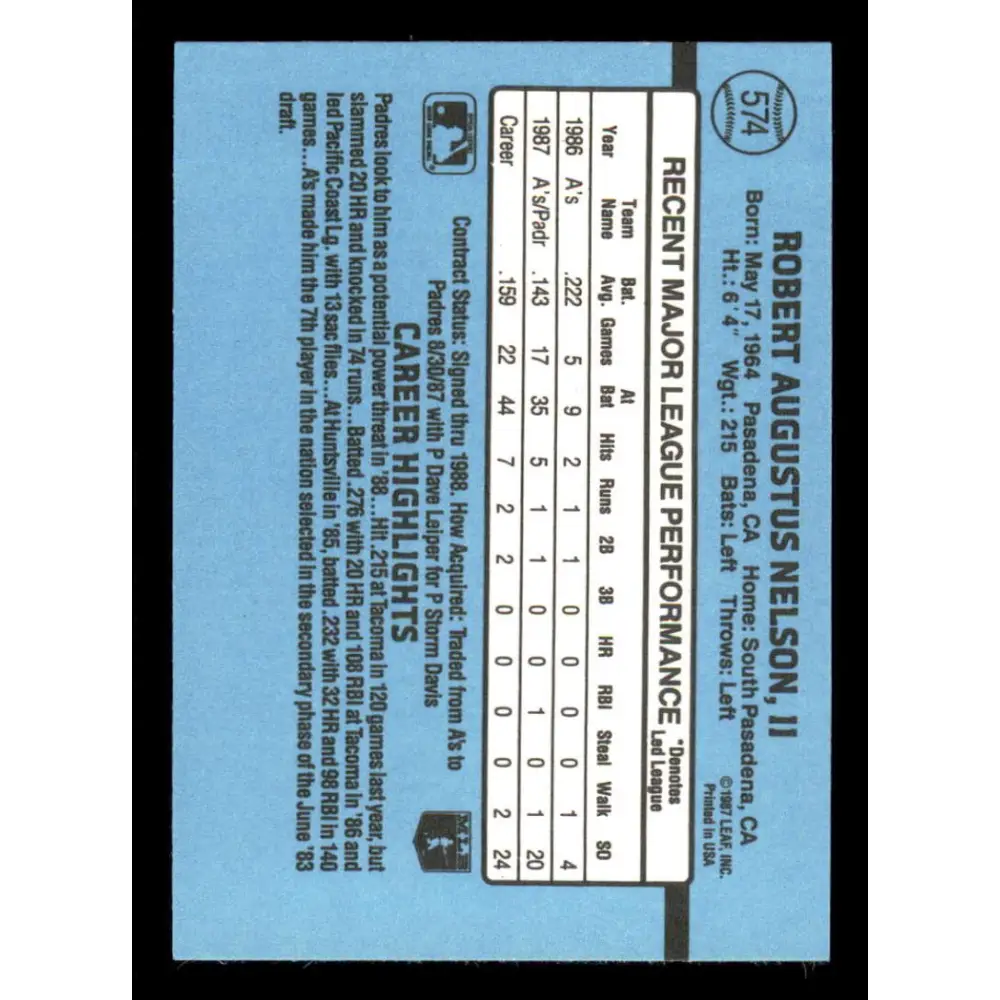 574
ROBERT AUGUSTUS NELSON, II
Born: May 17, 1964 Pasadena, CA Home: South Pasadena, CA
Ht.: 6'4" Wgt.: 215 Bats: Left Throws: Left
©1987 LEAF, INC.
Printed in USA
RECENT MAJOR LEAGUE PERFORMANCE *Denotes
Led League
Team Bat. At
Year Name Avg. Games Bat Hits Runs 2B 3B HR RBI Steal Walk SO
1986 A's .222 5 9 2 1 1 0 0 0 0 1 4
1987 A's/Padr .143 17 35 5 1 1 0 0 1 0 1 20
Career .159 22 44 7 2 2 0 0 1 0 2 24
Contract Status: Signed thru 1988. How Acquired: Traded from A's to
Padres 8/30/87 with P Dave Leiper for P Storm Davis
MLB
CAREER HIGHLIGHTS
Padres look to him as a potential power threat in '88...Hit .215 at Tacoma in 120 games last year, but
slammed 20 HR and knocked in 74 runs...Batted .276 with 20 HR and 108 RBI at Tacoma in '86 and
led Pacific Coast Lg. with 13 sac flies...At Huntsville in '85, batted .232 with 32 HR and 98 RBI in 140
games...A's made him the 7th player in the nation selected in the secondary phase of the June '83
draft.